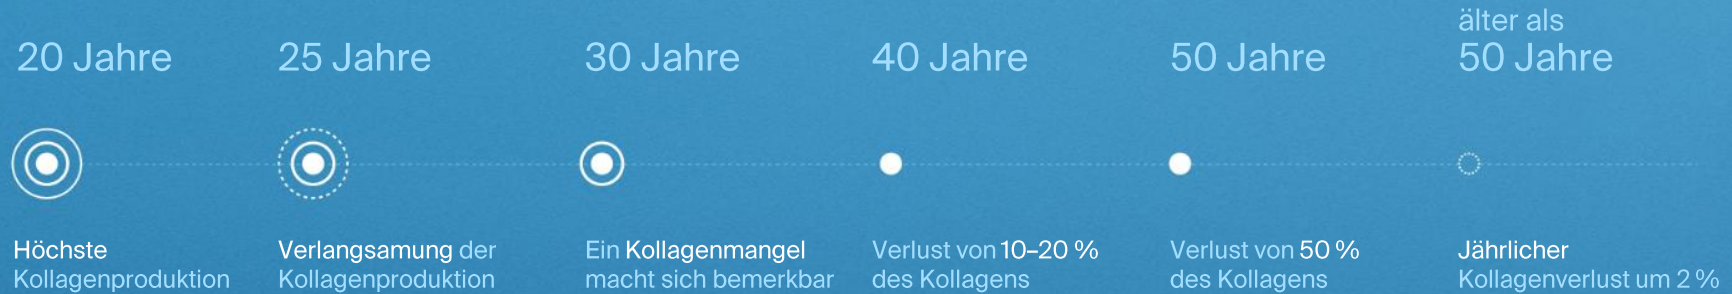 20 Jahre
25 Jahre
30 Jahre
40 Jahre
50 Jahre
älter als
50 Jahre
Höchste
Kollagenproduktion
Verlangsamung der
Kollagenproduktion
Ein Kollagenmangel
macht sich bemerkbar
Verlust von 10–20 %
des Kollagens
Verlust von 50 %
des Kollagens
Jährlicher
Kollagenverlust um 2 %